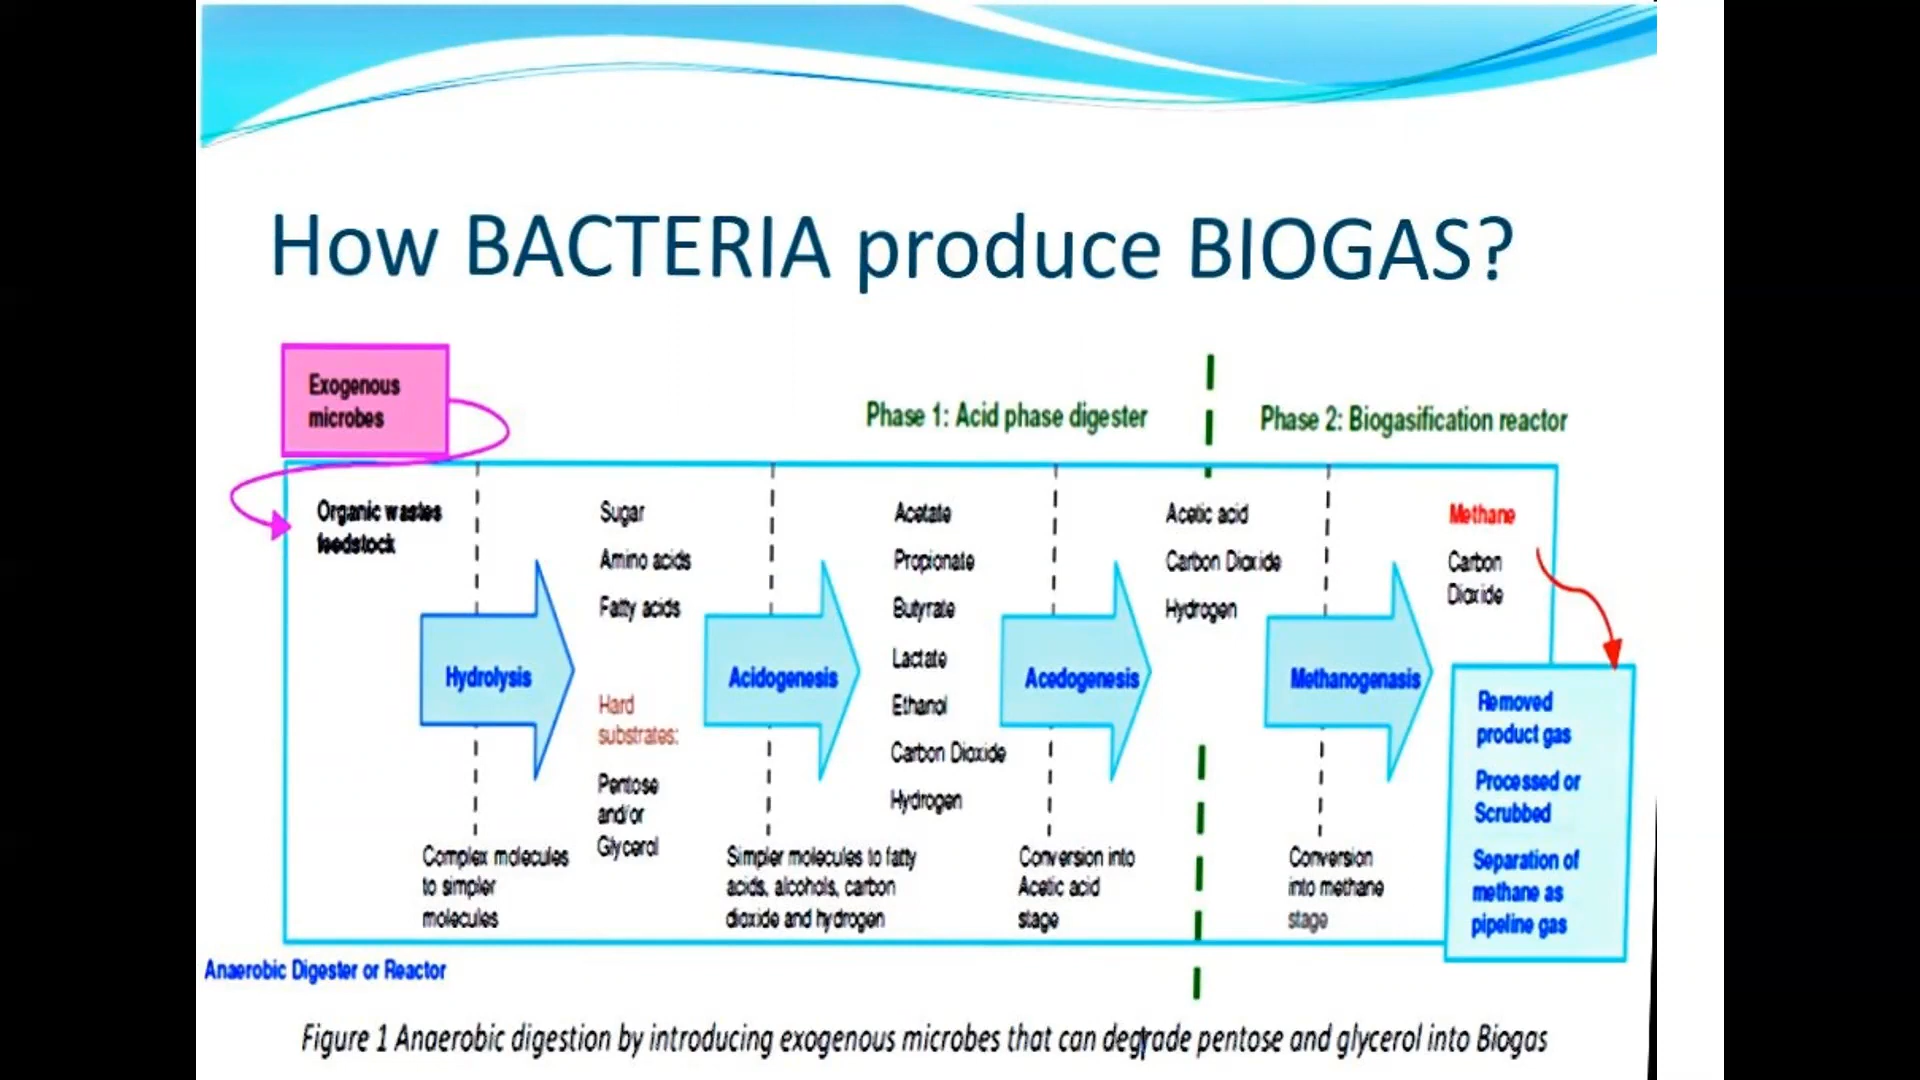 How BACTERIA produce BIOGAS?
Exogenous
microbes
Phase 1: Acid phase digester
Phase 2: Biogasification reactor
Organic wastes
feedstock
Hydrolysis
Complex molecules
to simpler
molecules
Sugar
Amino acids
Fatty acids
Hard
substrates:
Pentose
and/or
Glycerol
Acidogenesis
Simpler molecules to fatty
acids, alcohols, carbon
dioxide and hydrogen
Acetate
Propionate
Butyrate
Lactate
Ethanol
Carbon Dioxide
Hydrogen
Acedogenesis
Conversion into
Acetic acid
stage
Acetic acid
Carbon Dioxide
Hydrogen
Methanogenasis
Conversion
into methane
stage
Methane
Carbon
Dioxide
Removed
product gas
Processed or
Scrubbed
Separation of
methane as
pipeline gas
Anaerobic Digester or Reactor
Figure 1 Anaerobic digestion by introducing exogenous microbes that can degrade pentose and glycerol into Biogas